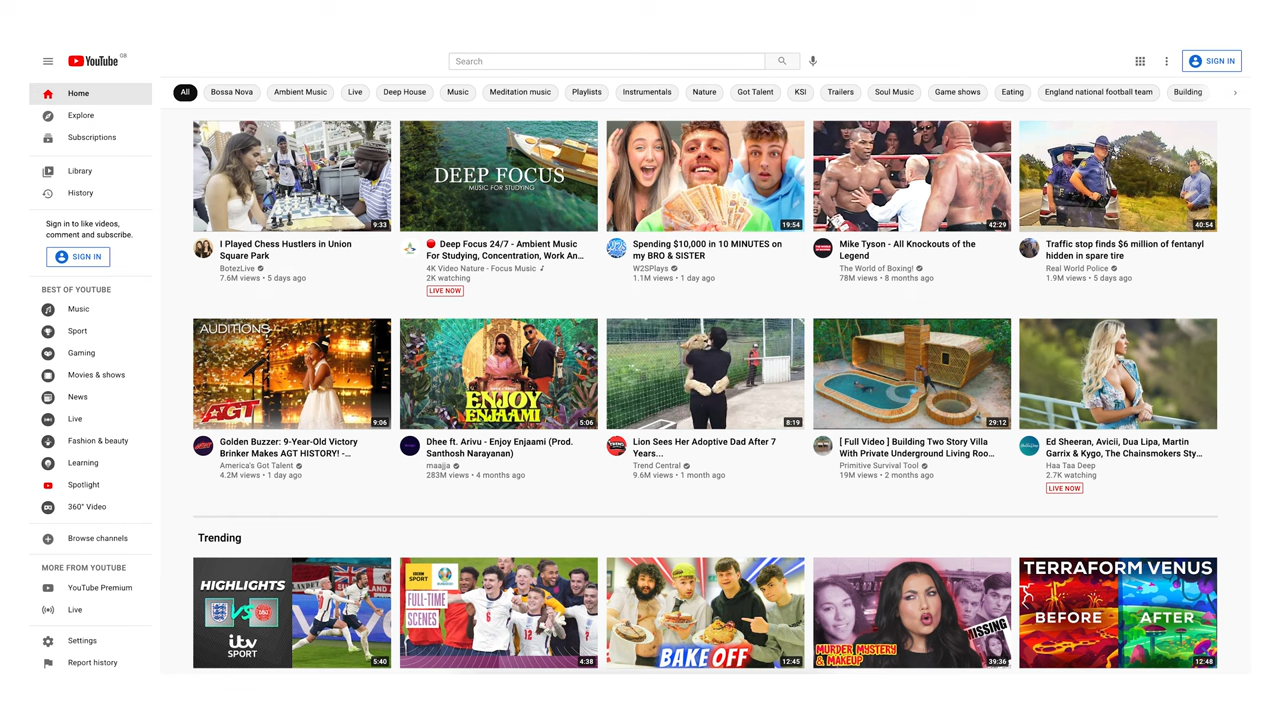 YouTube GB
Search
SIGN IN
Home
Explore
Subscriptions
Library
History
Sign in to like videos,
comment and subscribe.
SIGN IN
BEST OF YOUTUBE
Music
Sport
Gaming
Movies & shows
News
Live
Fashion & beauty
Learning
Spotlight
360° Video
Browse channels
MORE FROM YOUTUBE
YouTube Premium
Live
Settings
Report history
All Bossa Nova Ambient Music Live Deep House Music Meditation music Playlists Instrumentals Nature Got Talent KSI Trailers Soul Music Game shows Eating England national football team Building
9:33
I Played Chess Hustlers in Union
Square Park
BotezLive
7.6M views • 5 days ago
DEEP FOCUS
MUSIC FOR STUDYING
Deep Focus 24/7 - Ambient Music
For Studying, Concentration, Work An...
4K Video Nature - Focus Music
2K watching
LIVE NOW
19:54
Spending $10,000 in 10 MINUTES on
my BRO & SISTER
W2SPlays
1.1M views • 1 day ago
42:29
Mike Tyson - All Knockouts of the
Legend
The World of Boxing!
78M views • 8 months ago
40:54
Traffic stop finds $6 million of fentanyl
hidden in spare tire
Real World Police
1.9M views • 5 days ago
AUDITIONS
AGT
9:06
Golden Buzzer: 9-Year-Old Victory
Brinker Makes AGT HISTORY! -...
America's Got Talent
4.2M views • 1 day ago
ENJOY
ENJAAMI
5:06
Dhee ft. Arivu - Enjoy Enjaami (Prod.
Santhosh Narayanan)
maajja
283M views • 4 months ago
8:19
Lion Sees Her Adoptive Dad After 7
Years...
Trend Central
9.6M views • 1 month ago
29:12
[ Full Video ] Building Two Story Villa
With Private Underground Living Roo...
Primitive Survival Tool
19M views • 2 months ago
Ed Sheeran, Avicii, Dua Lipa, Martin
Garrix & Kygo, The Chainsmokers Sty...
Haa Taa Deep
2.7K watching
LIVE NOW
Trending
HIGHLIGHTS
VS
itv
SPORT
5:40
BBC
SPORT
FULL-TIME
SCENES
6
12
4:38
BAKE OFF
12:45
MISSING
MURDER MYSTERY
& MAKEUP
39:36
TERRAFORM VENUS
BEFORE
AFTER
12:48